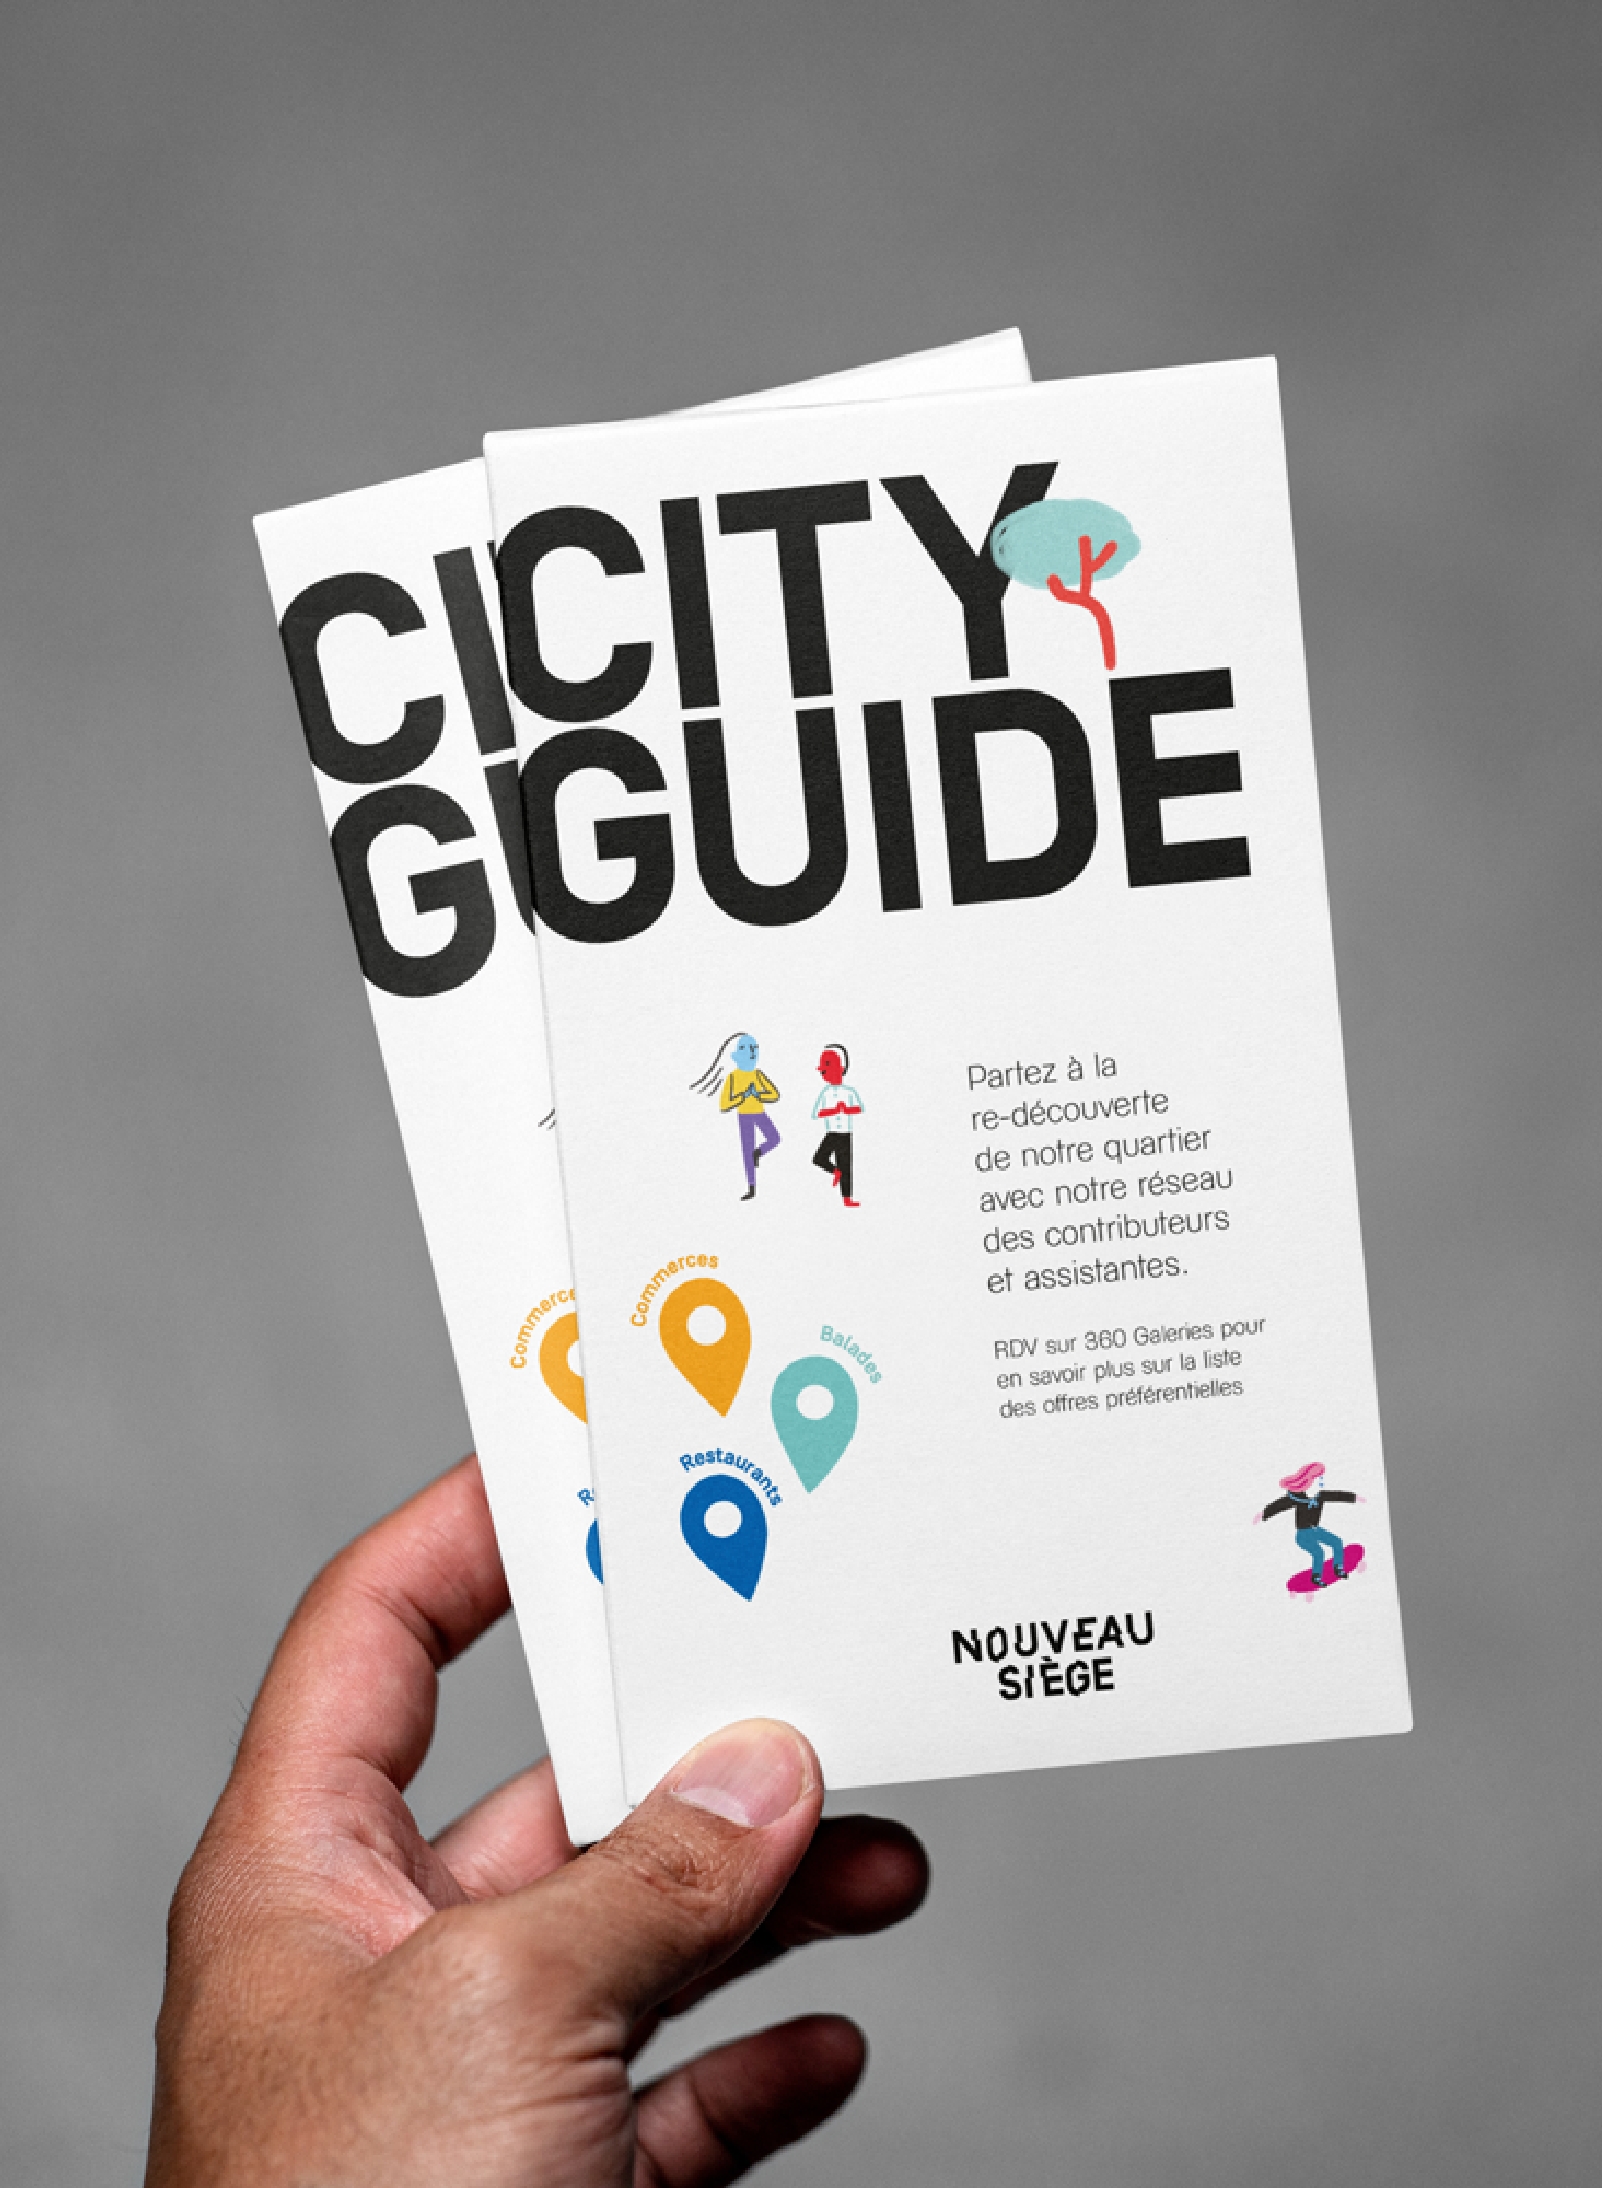 CITY
GUIDE
CI
G
Partez à la
re-découverte
de notre quartier
avec notre réseau
des contributeurs
et assistantes.
RDV sur 360 Galeries pour
en savoir plus sur la liste
des offres préférentielles
Commerces
Balades
Restaurants
Commerce
R
NOUVEAU
SIÈGE